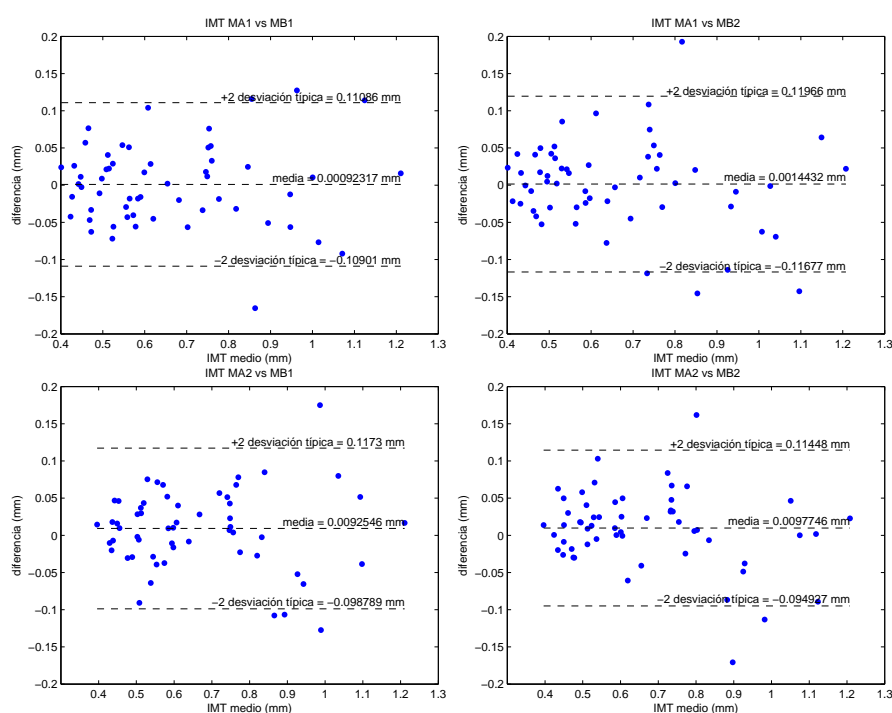 IMT MA1 vs MB1
0.2
0.15
0.1
0.05
0
−0.05
−0.1
−0.15
−0.2
diferencia (mm)
+2 desviación típica = 0.11086 mm
media = 0.00092317 mm
−2 desviación típica = −0.10901 mm
0.4 0.5 0.6 0.7 0.8 0.9 1 1.1 1.2 1.3
IMT medio (mm)
IMT MA1 vs MB2
0.2
0.15
0.1
0.05
0
−0.05
−0.1
−0.15
−0.2
diferencia (mm)
+2 desviación típica = 0.11966 mm
media = 0.0014432 mm
−2 desviación típica = −0.11677 mm
0.4 0.5 0.6 0.7 0.8 0.9 1 1.1 1.2 1.3
IMT medio (mm)
IMT MA2 vs MB1
0.2
0.15
0.1
0.05
0
−0.05
−0.1
−0.15
−0.2
diferencia (mm)
+2 desviación típica = 0.1173 mm
media = 0.0092546 mm
−2 desviación típica = −0.098789 mm
0.4 0.5 0.6 0.7 0.8 0.9 1 1.1 1.2 1.3
IMT medio (mm)
IMT MA2 vs MB2
0.2
0.15
0.1
0.05
0
−0.05
−0.1
−0.15
−0.2
diferencia (mm)
+2 desviación típica = 0.11448 mm
media = 0.0097746 mm
−2 desviación típica = −0.094927 mm
0.4 0.5 0.6 0.7 0.8 0.9 1 1.1 1.2 1.3
IMT medio (mm)